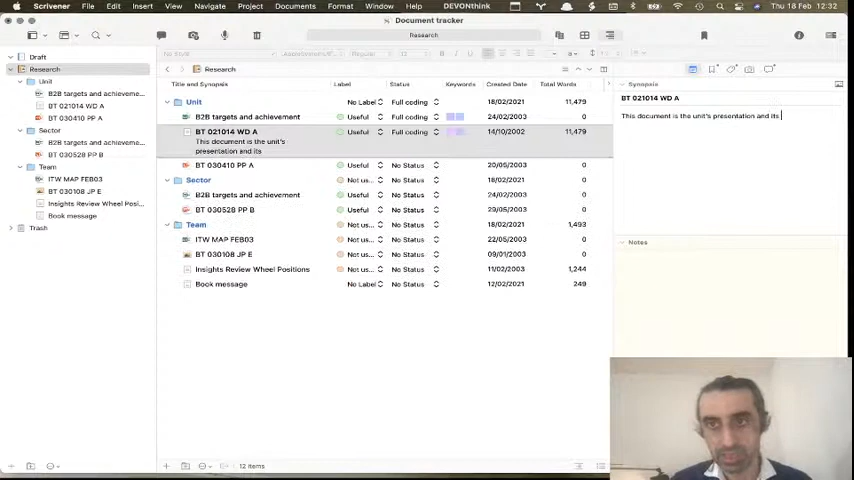 Scrivener File Edit Insert View Navigate Project Documents Format Window Help DEVONthink Thu 18 Feb 12:32
Document tracker
Research
No Style Regular 12
Draft
Research
Unit
B2B targets and achieveme...
BT 021014 WD A
BT 030410 PP A
Sector
B2B targets and achieveme...
BT 030528 PP B
Team
ITW MAP FEB03
BT 030108 JP E
Insights Review Wheel Posi...
Book message
Trash
Research
Title and Synopsis Label Status Keywords Created Date Total Words
Unit No Label Full coding 18/02/2021 11,479
B2B targets and achievement Useful Full coding 24/02/2003 0
BT 021014 WD A Useful Full coding 14/10/2002 11,479
This document is the unit's
presentation and its
BT 030410 PP A Useful No Status 20/05/2003 0
Sector Not us... No Status 18/02/2021 0
B2B targets and achievement Useful No Status 24/02/2003 0
BT 030528 PP B Useful No Status 29/05/2003 0
Team Not us... No Status 18/02/2021 1,493
ITW MAP FEB03 Not us... No Status 22/05/2003 0
BT 030108 JP E Not us... No Status 09/01/2003 0
Insights Review Wheel Positions Not us... No Status 11/02/2003 1,244
Book message No Label No Status 12/02/2021 249
12 items
Synopsis
BT 021014 WD A
This document is the unit's presentation and its
Notes